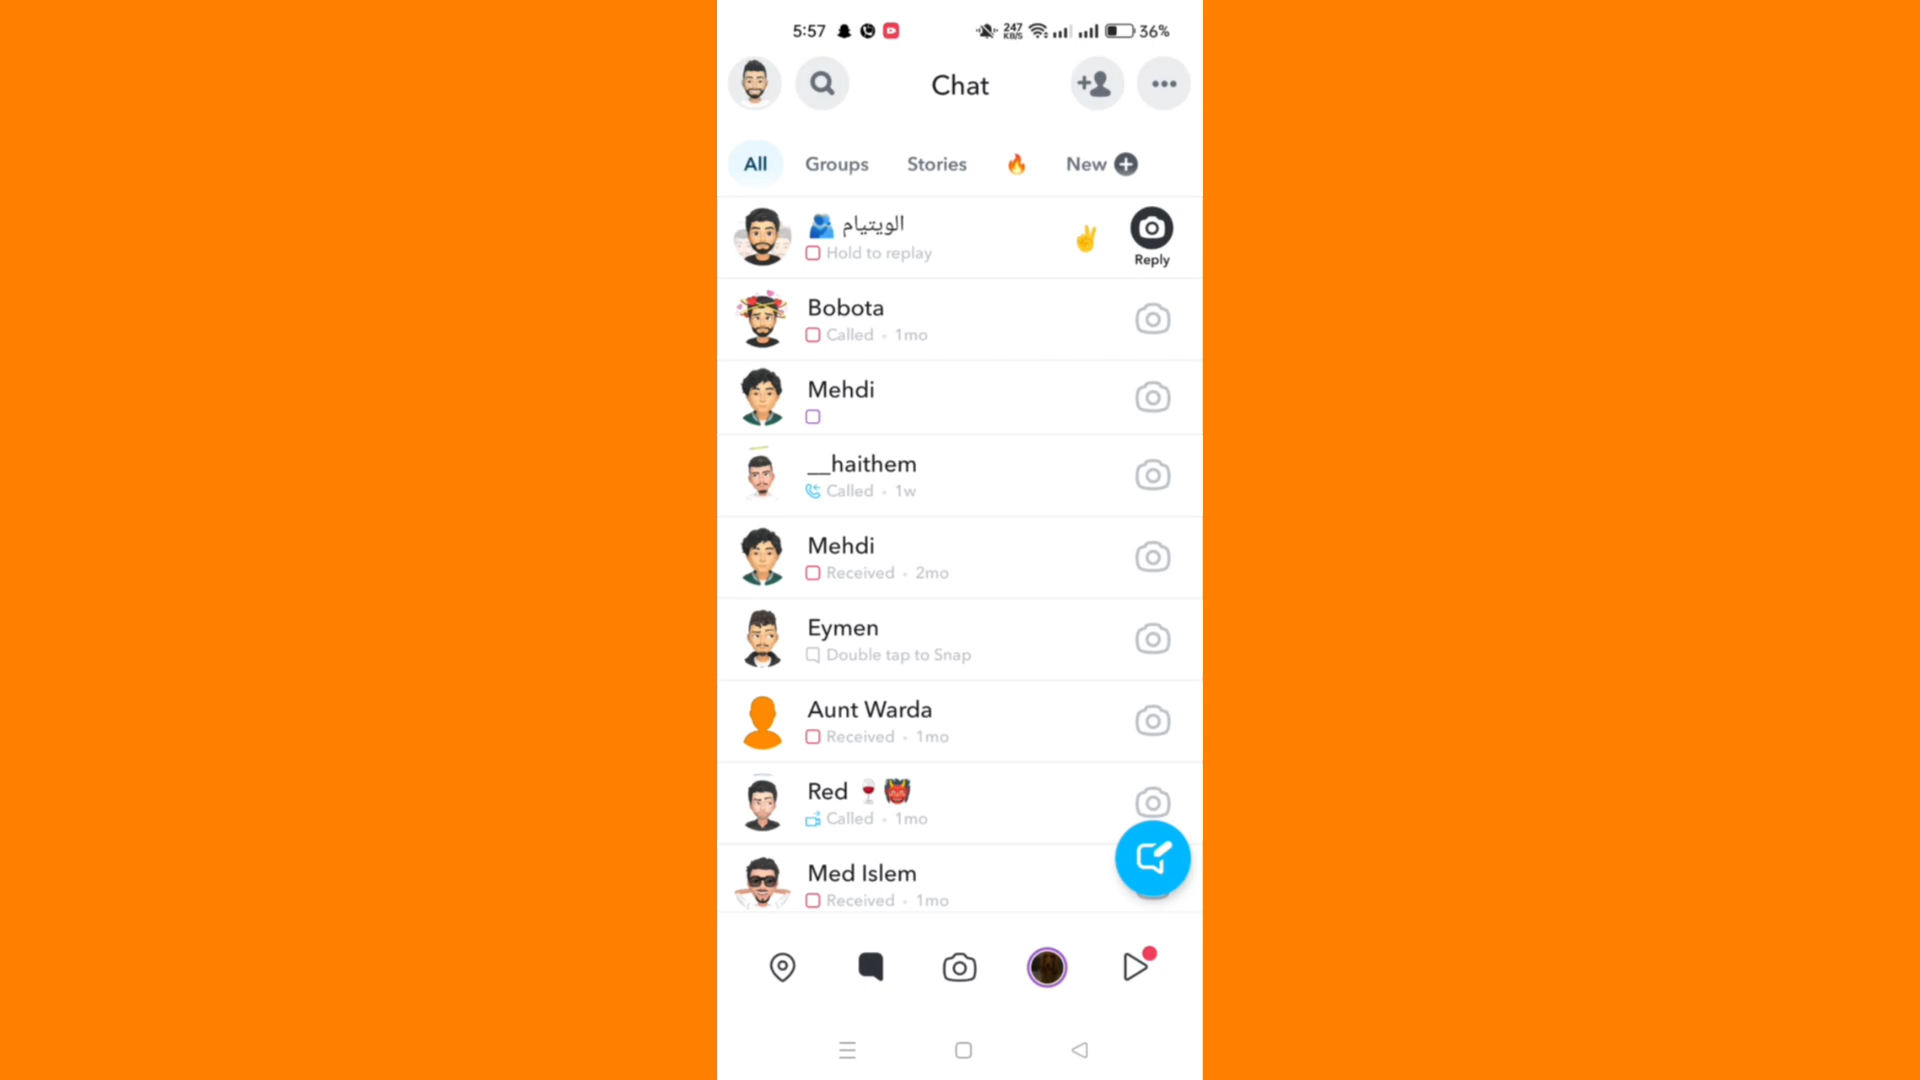 5:57 247 KB/S 36%
Chat
All Groups Stories 🔥 New
الويتيام 🫂
Hold to replay ✌️ Reply
Bobota
Called • 1mo
Mehdi
__haithem
Called • 1w
Mehdi
Received • 2mo
Eymen
Double tap to Snap
Aunt Warda
Received • 1mo
Red 🍷👹
Called • 1mo
Med Islem
Received • 1mo